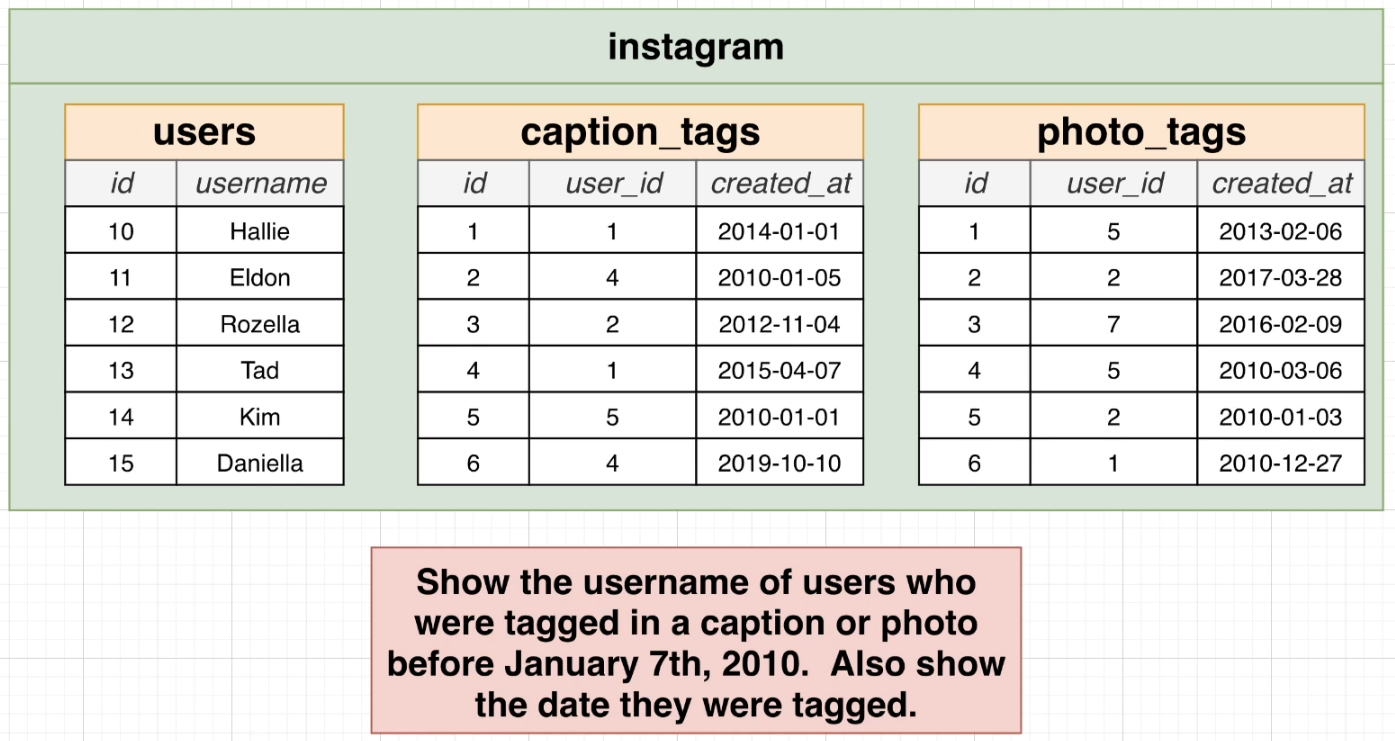 instagram
users
id username
10 Hallie
11 Eldon
12 Rozella
13 Tad
14 Kim
15 Daniella
caption_tags
id user_id created_at
1 1 2014-01-01
2 4 2010-01-05
3 2 2012-11-04
4 1 2015-04-07
5 5 2010-01-01
6 4 2019-10-10
photo_tags
id user_id created_at
1 5 2013-02-06
2 2 2017-03-28
3 7 2016-02-09
4 5 2010-03-06
5 2 2010-01-03
6 1 2010-12-27
Show the username of users who
were tagged in a caption or photo
before January 7th, 2010. Also show
the date they were tagged.